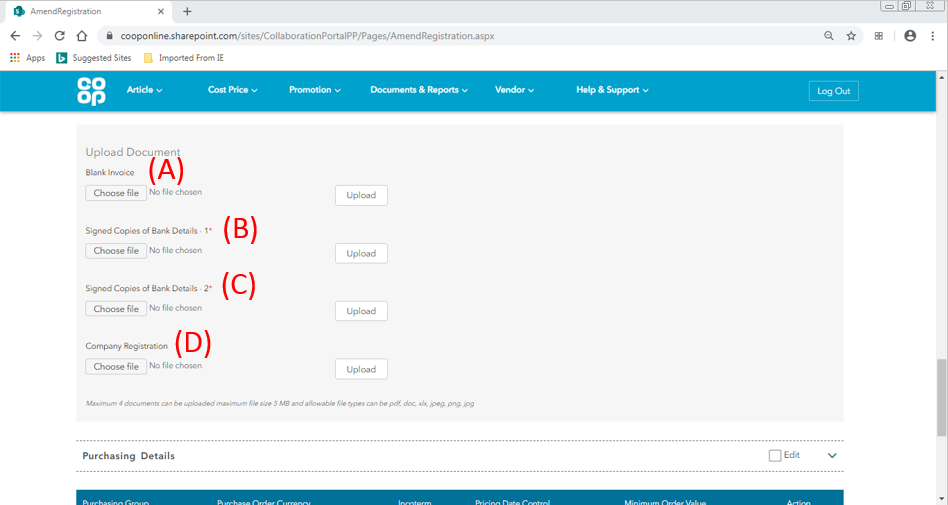 AmendRegistration
cooponline.sharepoint.com/sites/CollaborationPortalPP/Pages/AmendRegistration.aspx
Apps Suggested Sites Imported From IE
co op Article Cost Price Promotion Documents & Reports Vendor Help & Support Log Out
Upload Document
Blank Invoice (A)
Choose file No file chosen Upload
Signed Copies of Bank Details - 1* (B)
Choose file No file chosen Upload
Signed Copies of Bank Details - 2* (C)
Choose file No file chosen Upload
Company Registration (D)
Choose file No file chosen Upload
Maximum 4 documents can be uploaded maximum file size 5 MB and allowable file types can be pdf, doc, xlx, jpeg, png, jpg
Purchasing Details Edit
Purchasing Group Purchase Order Currency Incoterm Pricing Date Control Minimum Order Value Action